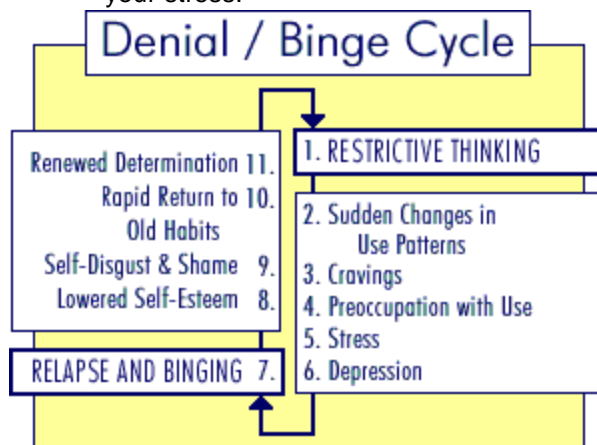 your stress.
Denial / Binge Cycle
1. RESTRICTIVE THINKING
2. Sudden Changes in
Use Patterns
3. Cravings
4. Preoccupation with Use
5. Stress
6. Depression
RELAPSE AND BINGING 7.
Lowered Self-Esteem 8.
Self-Disgust & Shame 9.
Rapid Return to 10.
Old Habits
Renewed Determination 11.